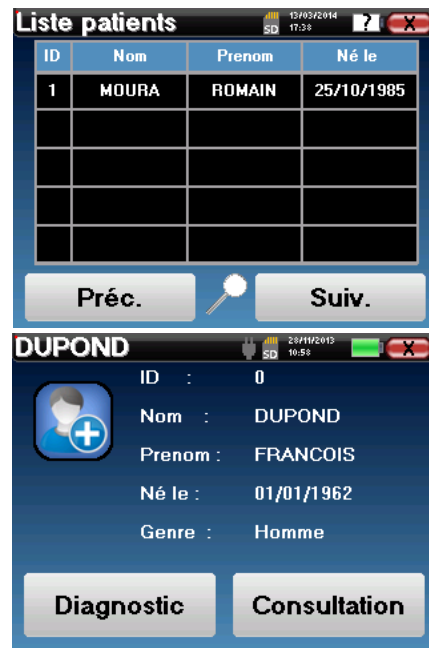 Liste patients SD 13/03/2014 17:38 ? X
ID Nom Prenom Né le
1 MOURA ROMAIN 25/10/1985
Préc. Suiv.
DUPOND SD 28/11/2013 10:58 X
ID : 0
Nom : DUPOND
Prenom : FRANCOIS
Né le : 01/01/1962
Genre : Homme
Diagnostic Consultation